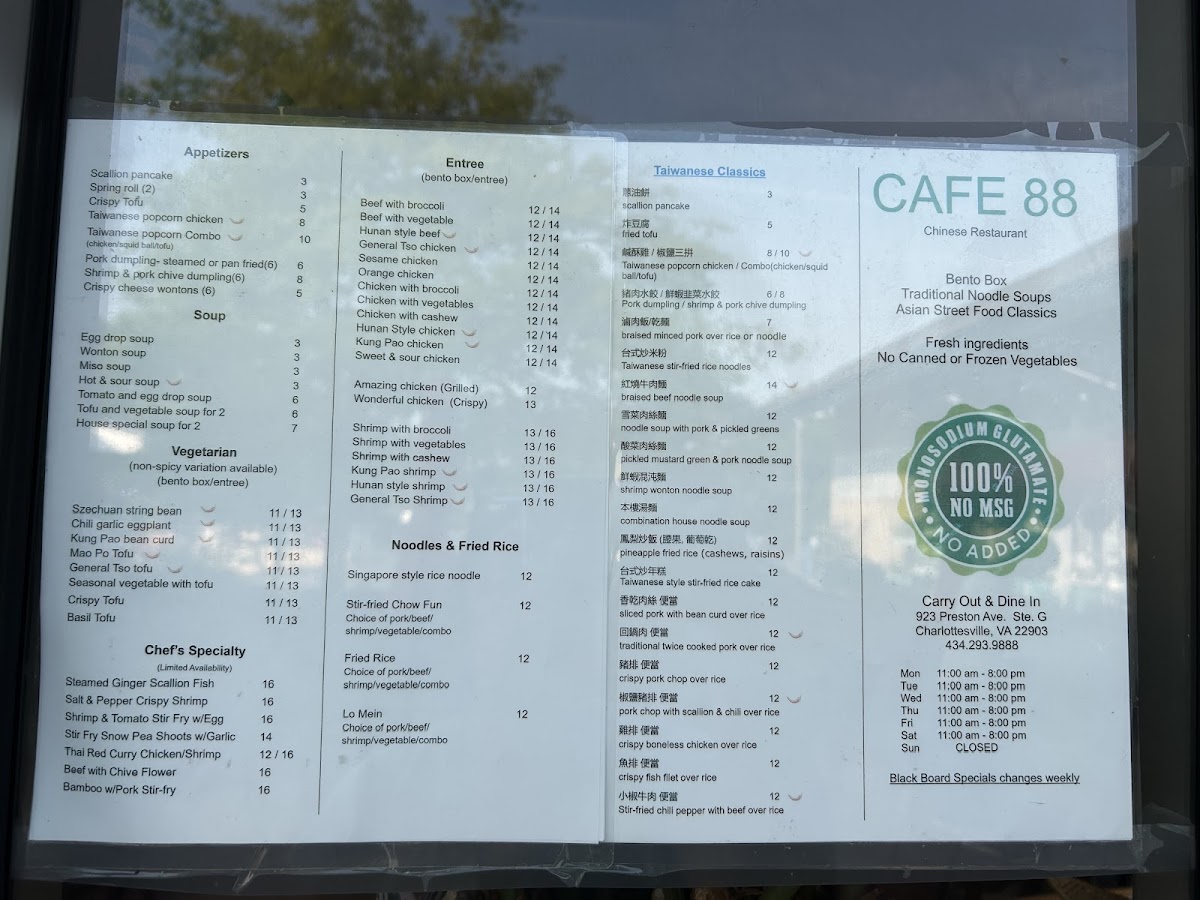 Appetizers
Scallion pancake 3
Spring roll (2) 3
Crispy Tofu 5
Taiwanese popcorn chicken 8
Taiwanese popcorn Combo 10
(chicken/squid ball/tofu)
Pork dumpling- steamed or pan fried(6) 6
Shrimp & pork chive dumpling(6) 8
Crispy cheese wontons (6) 5
Soup
Egg drop soup 3
Wonton soup 3
Miso soup 3
Hot & sour soup 3
Tomato and egg drop soup 6
Tofu and vegetable soup for 2 6
House special soup for 2 7
Vegetarian
(non-spicy variation available)
(bento box/entree)
Szechuan string bean 11 / 13
Chili garlic eggplant 11 / 13
Kung Pao bean curd 11 / 13
Mao Po Tofu 11 / 13
General Tso tofu 11 / 13
Seasonal vegetable with tofu 11 / 13
Crispy Tofu 11 / 13
Basil Tofu 11 / 13
Chef's Specialty
(Limited Availability)
Steamed Ginger Scallion Fish 16
Salt & Pepper Crispy Shrimp 16
Shrimp & Tomato Stir Fry w/Egg 16
Stir Fry Snow Pea Shoots w/Garlic 14
Thai Red Curry Chicken/Shrimp 12 / 16
Beef with Chive Flower 16
Bamboo w/Pork Stir-fry 16
Entree
(bento box/entree)
Beef with broccoli 12 / 14
Beef with vegetable 12 / 14
Hunan style beef 12 / 14
General Tso chicken 12 / 14
Sesame chicken 12 / 14
Orange chicken 12 / 14
Chicken with broccoli 12 / 14
Chicken with vegetables 12 / 14
Chicken with cashew 12 / 14
Hunan Style chicken 12 / 14
Kung Pao chicken 12 / 14
Sweet & sour chicken 12 / 14
Amazing chicken (Grilled) 12
Wonderful chicken (Crispy) 13
Shrimp with broccoli 13 / 16
Shrimp with vegetables 13 / 16
Shrimp with cashew 13 / 16
Kung Pao shrimp 13 / 16
Hunan style shrimp 13 / 16
General Tso Shrimp 13 / 16
Noodles & Fried Rice
Singapore style rice noodle 12
Stir-fried Chow Fun 12
Choice of pork/beef/
shrimp/vegetable/combo
Fried Rice 12
Choice of pork/beef/
shrimp/vegetable/combo
Lo Mein 12
Choice of pork/beef/
shrimp/vegetable/combo
Taiwanese Classics
蔥油餅 3
scallion pancake
炸豆腐 5
fried tofu
鹹酥雞 / 椒鹽三拼 8 / 10
Taiwanese popcorn chicken / Combo(chicken/squid
ball/tofu)
豬肉水餃 / 鮮蝦韭菜水餃 6 / 8
Pork dumpling / shrimp & pork chive dumpling
滷肉飯/乾麵 7
braised minced pork over rice or noodle
台式炒米粉 12
Taiwanese stir-fried rice noodles
紅燒牛肉麵 14
braised beef noodle soup
雪菜肉絲麵 12
noodle soup with pork & pickled greens
酸菜肉絲麵 12
pickled mustard green & pork noodle soup
鮮蝦混沌麵 12
shrimp wonton noodle soup
本樓湯麵 12
combination house noodle soup
鳳梨炒飯 (腰果, 葡萄乾) 12
pineapple fried rice (cashews, raisins)
台式炒年糕 12
Taiwanese style stir-fried rice cake
香乾肉絲 便當 12
sliced pork with bean curd over rice
回鍋肉 便當 12
traditional twice cooked pork over rice
豬排 便當 12
crispy pork chop over rice
椒鹽豬排 便當 12
pork chop with scallion & chili over rice
雞排 便當 12
crispy boneless chicken over rice
魚排 便當 12
crispy fish filet over rice
小椒牛肉 便當 12
Stir-fried chili pepper with beef over rice
CAFE 88
Chinese Restaurant
Bento Box
Traditional Noodle Soups
Asian Street Food Classics
Fresh ingredients
No Canned or Frozen Vegetables
MONOSODIUM GLUTAMATE
100%
NO MSG
NO ADDED
Carry Out & Dine In
923 Preston Ave. Ste. G
Charlottesville, VA 22903
434.293.9888
Mon 11:00 am - 8:00 pm
Tue 11:00 am - 8:00 pm
Wed 11:00 am - 8:00 pm
Thu 11:00 am - 8:00 pm
Fri 11:00 am - 8:00 pm
Sat 11:00 am - 8:00 pm
Sun CLOSED
Black Board Specials changes weekly